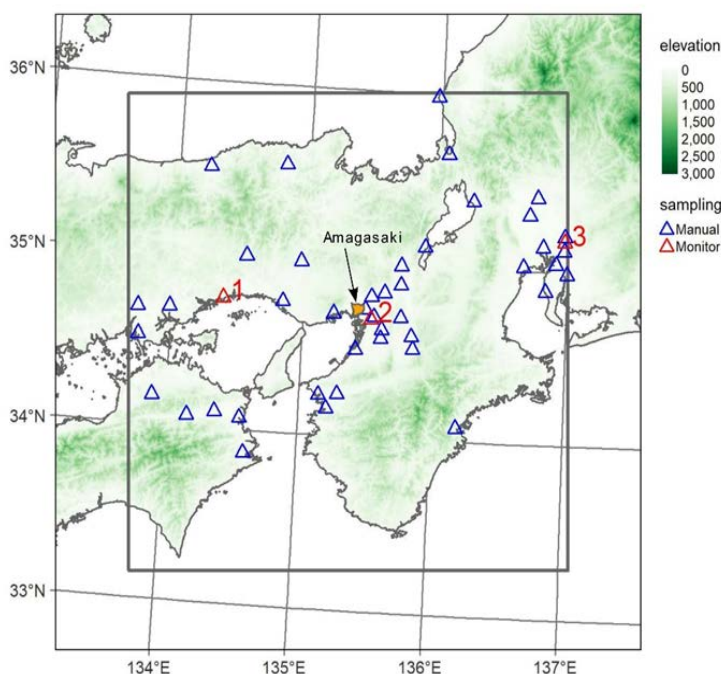 36°N
35°N
34°N
33°N
134°E
135°E
136°E
137°E
Amagasaki
1
2
3
elevation
0
500
1,000
1,500
2,000
2,500
3,000
sampling
Manual
Monitor